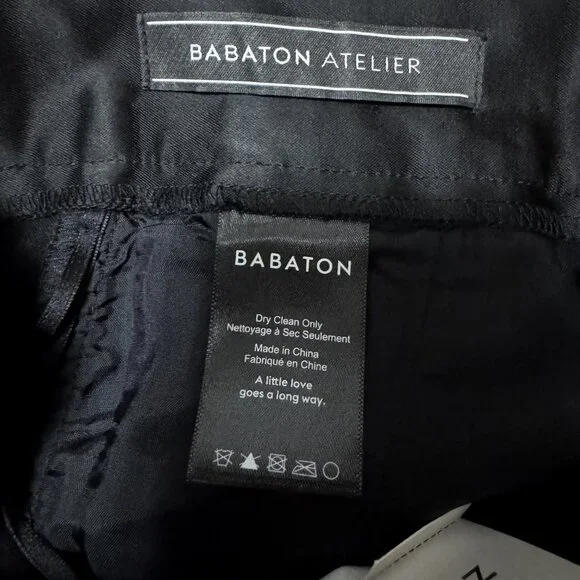 BABATON ATELIER
BABATON
Dry Clean Only
Nettoyage à Sec Seulement
Made in China
Fabriqué en Chine
A little love
goes a long way.